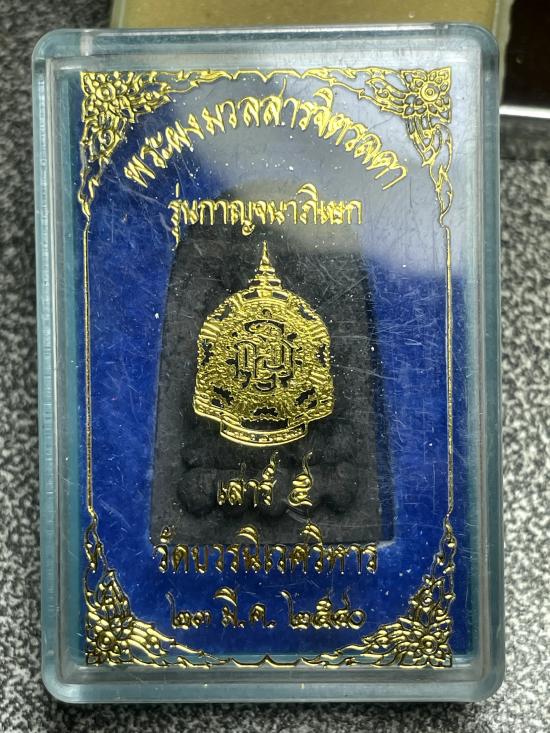 พระผงมวลสารจิตรลดา
รุ่นกาญจนาภิเษก
เสาร์ ๕
วัดบวรนิเวศวิหาร
๒๓ มี.ค. ๒๕๔๐